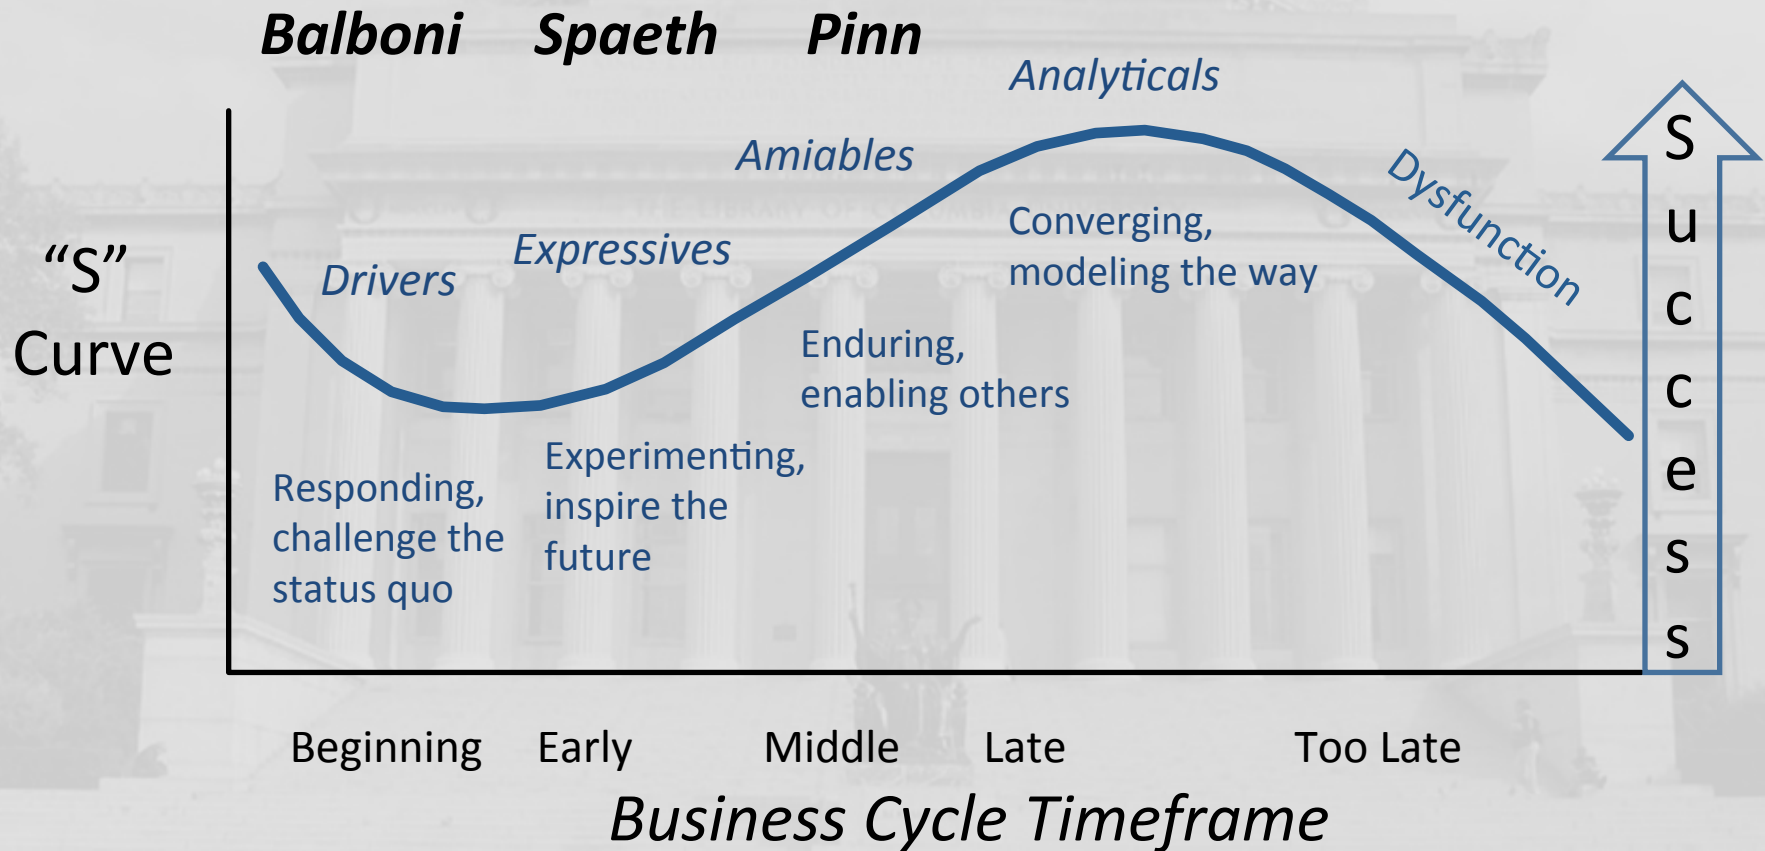 Balboni Spaeth Pinn
Analyticals
Amiables
Expressives
Drivers
Dysfunction
"S"
Curve
Converging,
modeling the way
Enduring,
enabling others
Experimenting,
inspire the
future
Responding,
challenge the
status quo
Success
Beginning Early Middle Late Too Late
Business Cycle Timeframe